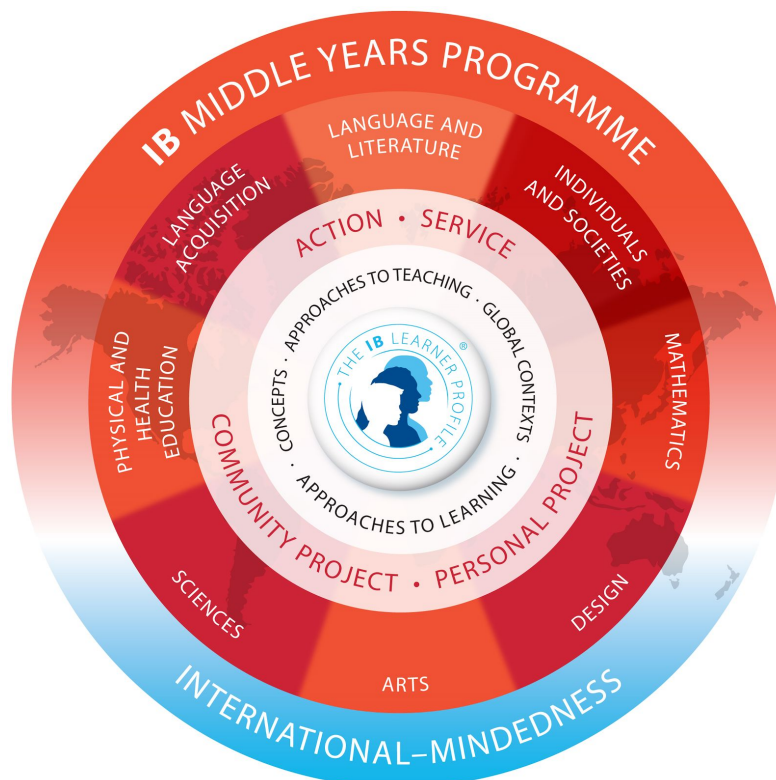 IB MIDDLE YEARS PROGRAMME
LANGUAGE AND
LITERATURE
INDIVIDUALS
AND SOCIETIES
MATHEMATICS
DESIGN
ARTS
SCIENCES
PHYSICAL AND
HEALTH
EDUCATION
LANGUAGE
ACQUISITION
ACTION • SERVICE
PERSONAL PROJECT
•
COMMUNITY PROJECT
APPROACHES TO TEACHING · GLOBAL CONTEXTS · APPROACHES TO LEARNING · CONCEPTS ·
· THE IB LEARNER PROFILE ·
®
INTERNATIONAL–MINDEDNESS